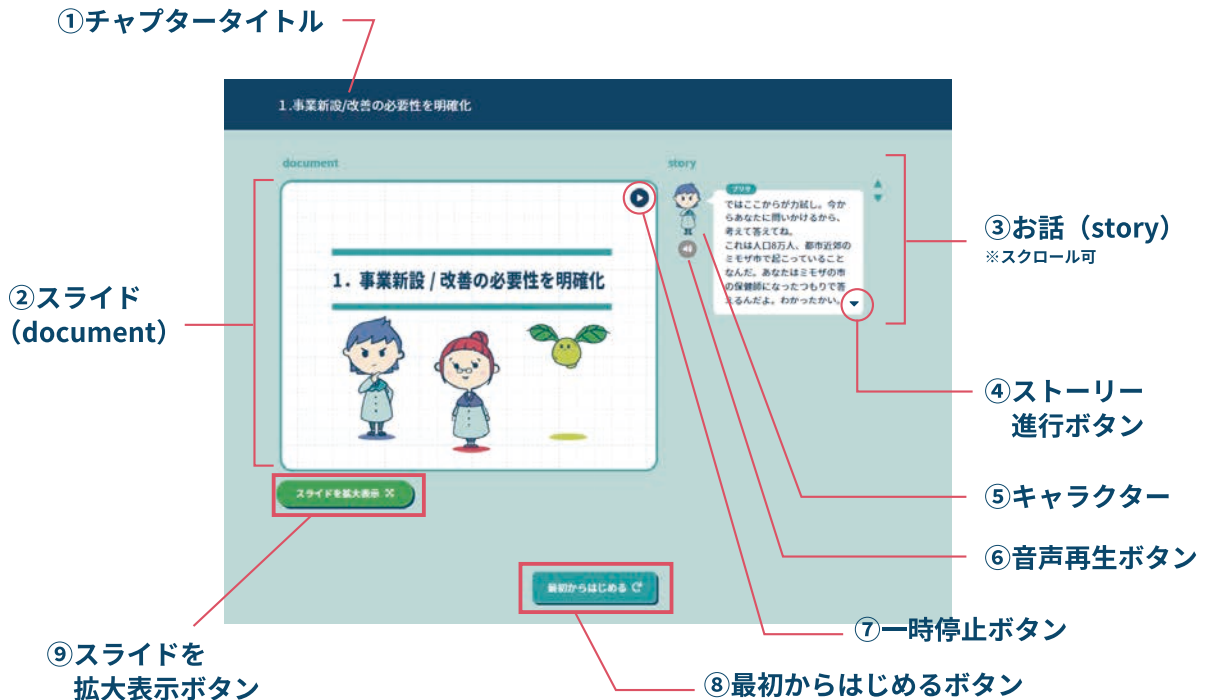 ①チャプタータイトル
1.事業新設/改善の必要性を明確化
document
story
プリケ
ではここからが力試し。今か
らあなたに問いかけるから、
考えて答えてね。
これは人口8万人、都市近郊の
ミモザ市で起こっていること
なんだ。あなたはミモザの市
の保健師になったつもりで答
えるんだよ。わかったかい。
1. 事業新設 / 改善の必要性を明確化
スライドを拡大表示
最初からはじめる
②スライド
（document）
③お話（story）
※スクロール可
④ストーリー
進行ボタン
⑤キャラクター
⑥音声再生ボタン
⑦一時停止ボタン
⑧最初からはじめるボタン
⑨スライドを
拡大表示ボタン